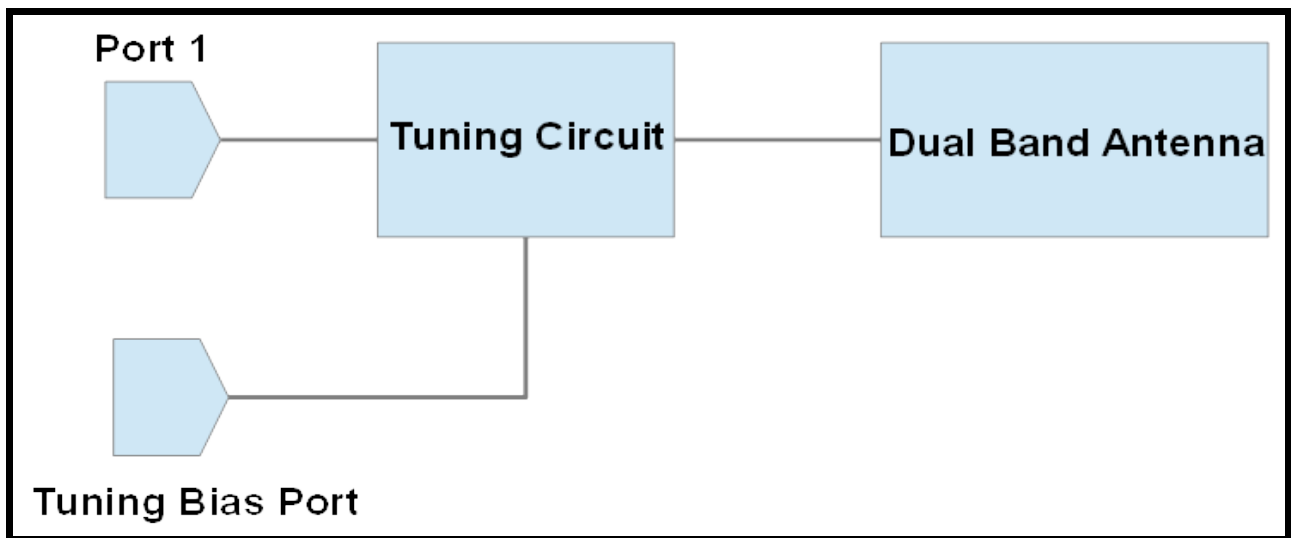 Port 1
Tuning Circuit
Dual Band Antenna
Tuning Bias Port